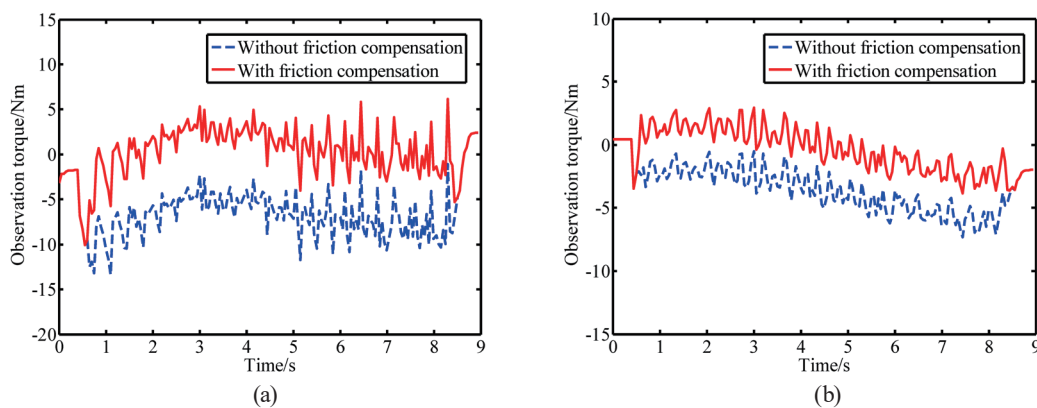 15
10
5
0
-5
-10
-15
-20
Observation torque/Nm
Without friction compensation
With friction compensation
0 1 2 3 4 5 6 7 8 9
Time/s
(a)
10
5
0
-5
-10
-15
Observation torque/Nm
Without friction compensation
With friction compensation
0 1 2 3 4 5 6 7 8 9
Time/s
(b)